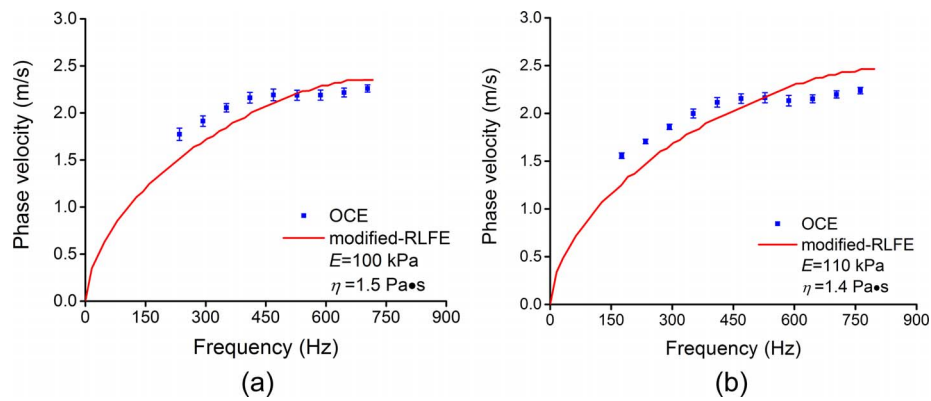 3.0
2.5
2.0
1.5
1.0
0.5
0.0
Phase velocity (m/s)
OCE
modified-RLFE
E=100 kPa
η =1.5 Pa•s
0 150 300 450 600 750 900
Frequency (Hz)
(a)
3.0
2.5
2.0
1.5
1.0
0.5
0.0
Phase velocity (m/s)
OCE
modified-RLFE
E=110 kPa
η =1.4 Pa•s
0 150 300 450 600 750 900
Frequency (Hz)
(b)